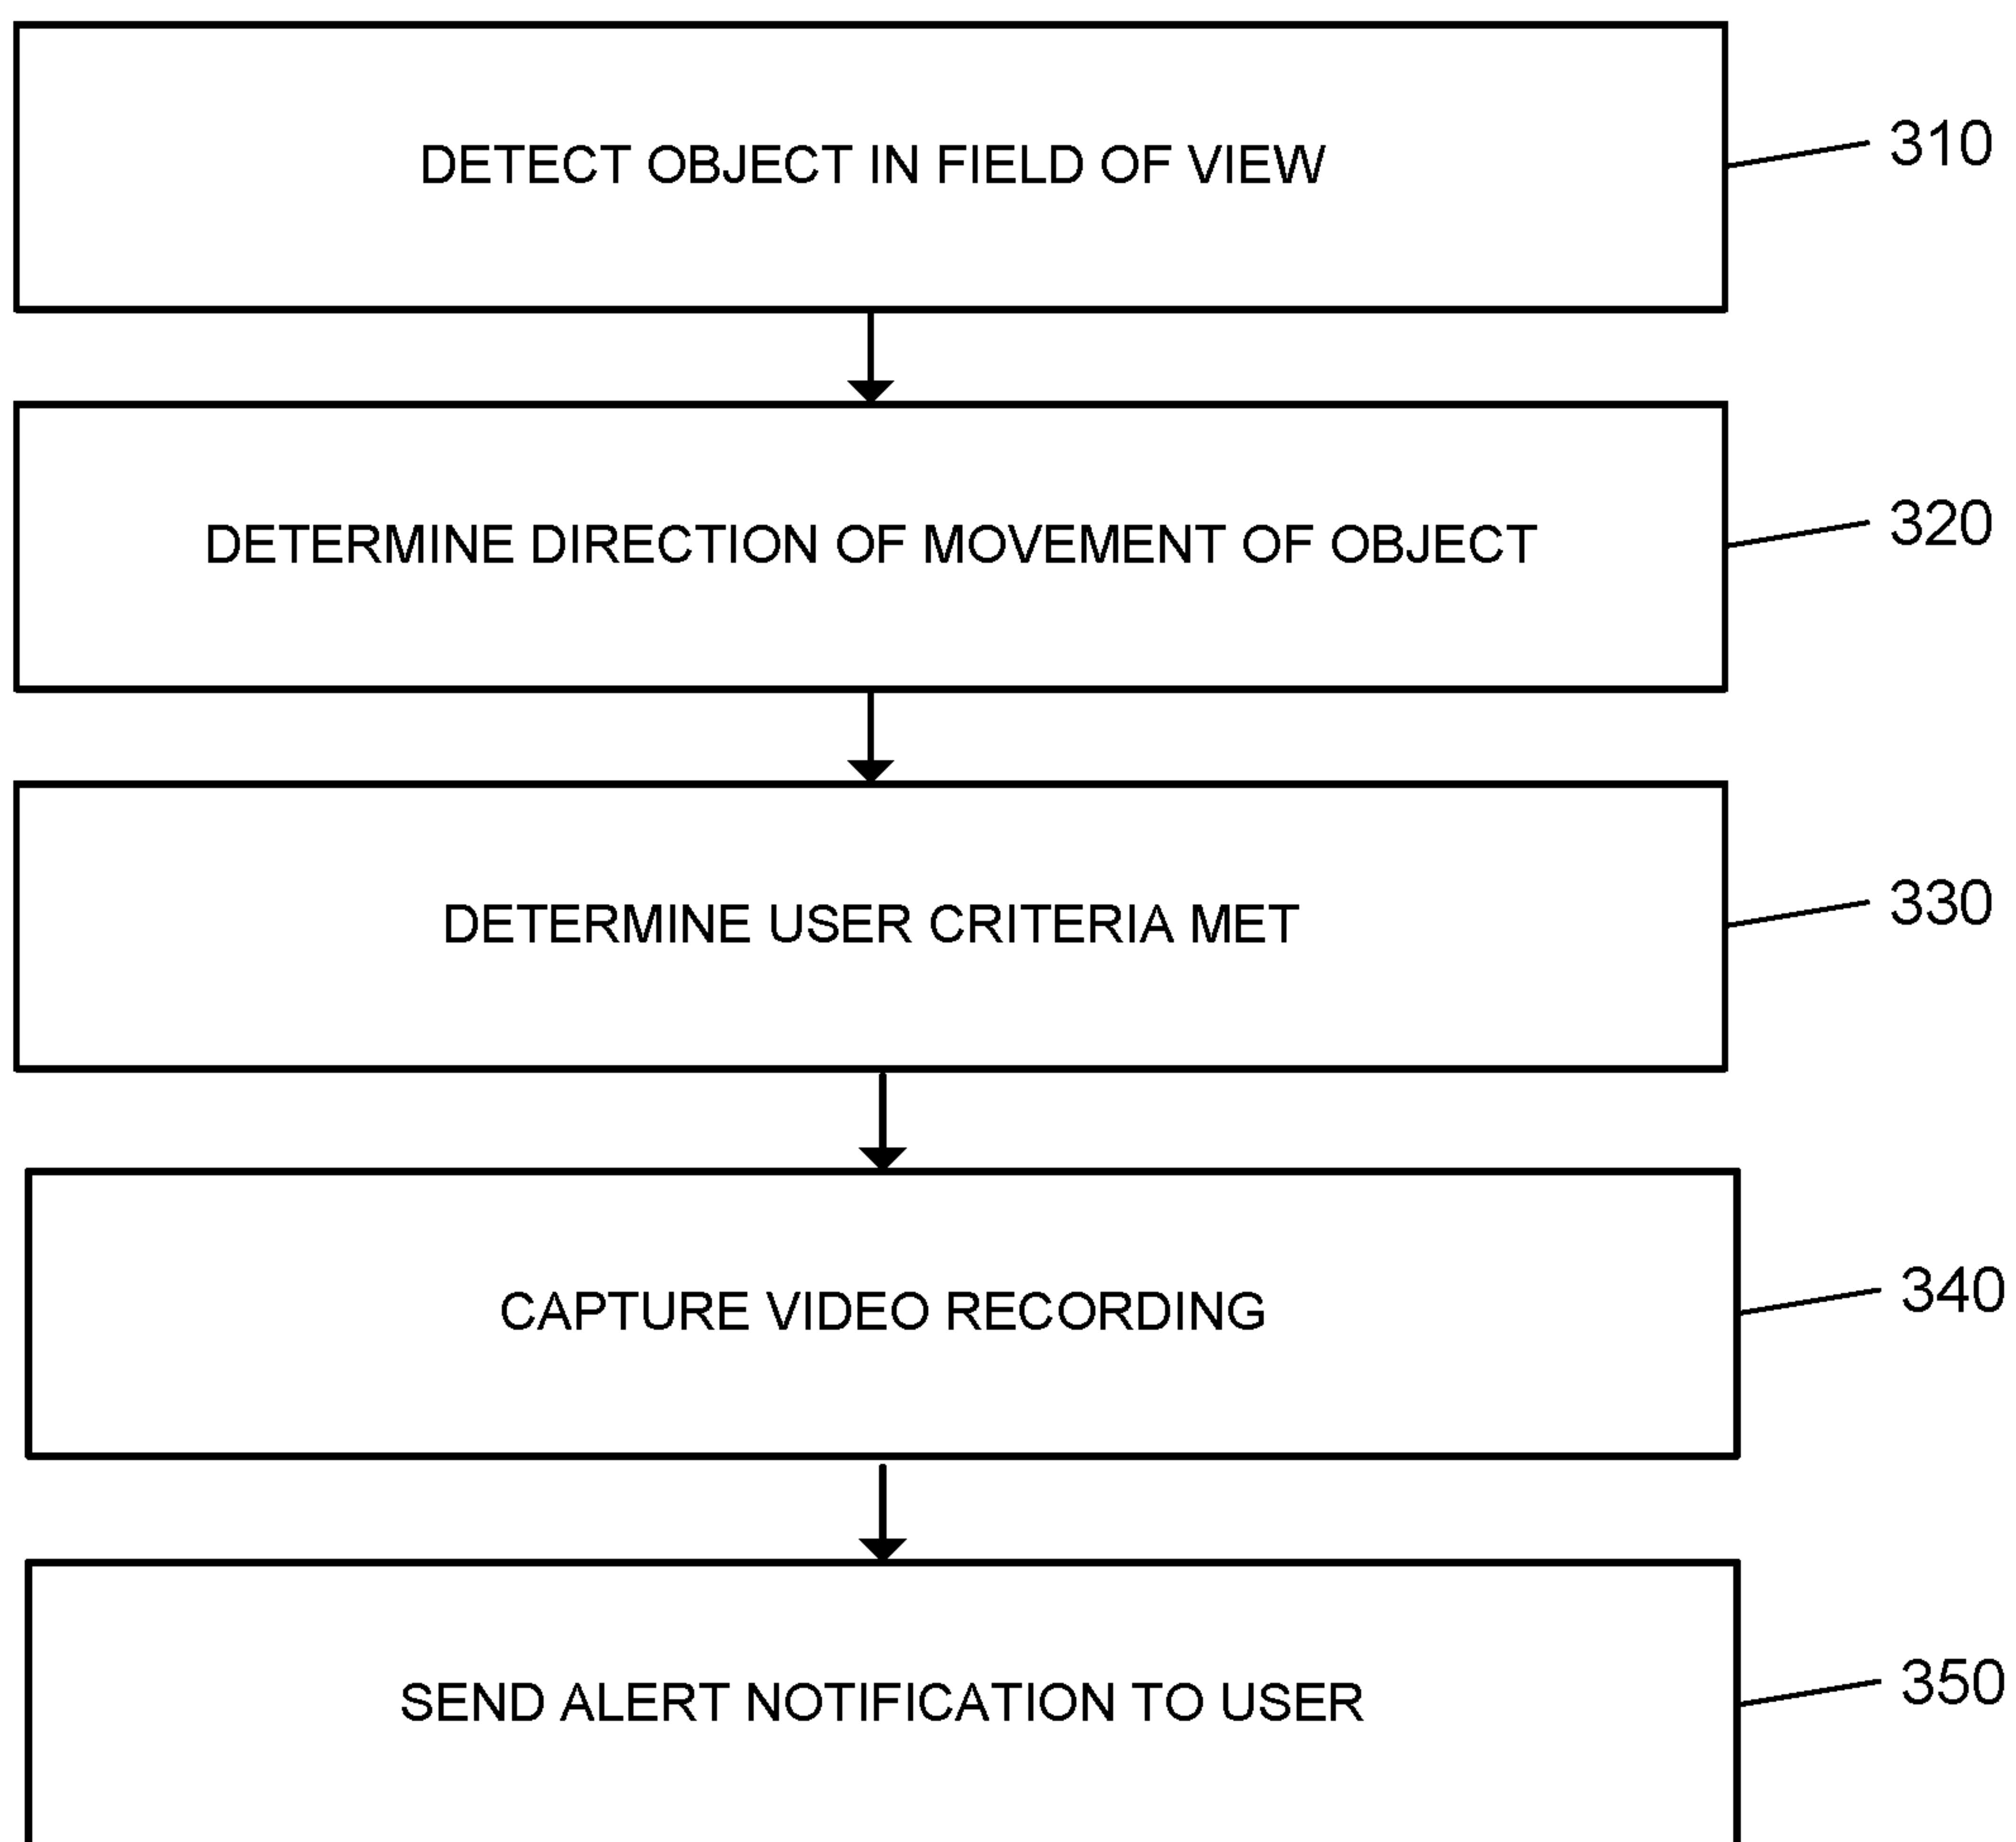 DETECT OBJECT IN FIELD OF VIEW
310
DETERMINE DIRECTION OF MOVEMENT OF OBJECT
320
DETERMINE USER CRITERIA MET
330
CAPTURE VIDEO RECORDING
340
SEND ALERT NOTIFICATION TO USER
350